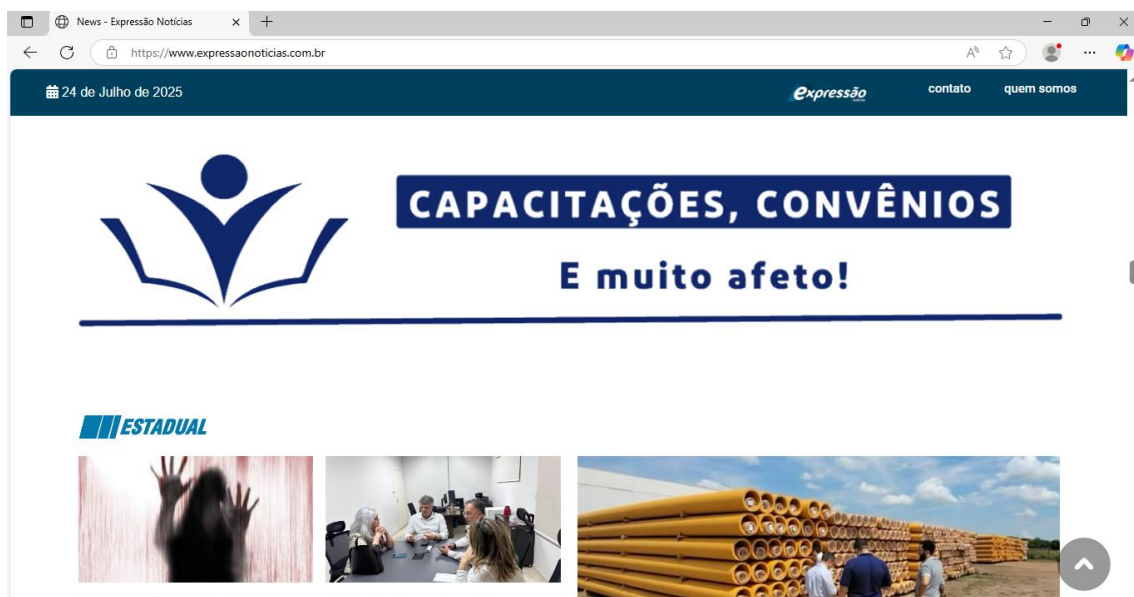 News - Expressão Notícias
https://www.expressaonoticias.com.br
24 de Julho de 2025
expressão
contato
quem somos
CAPACITAÇÕES, CONVÊNIOS
E muito afeto!
ESTADUAL